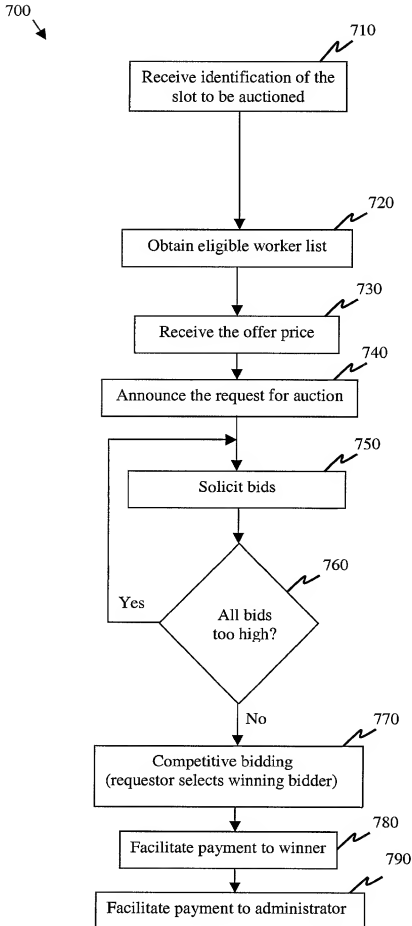 700
710
Receive identification of the
slot to be auctioned
720
Obtain eligible worker list
730
Receive the offer price
740
Announce the request for auction
750
Solicit bids
760
All bids
too high?
Yes
No
770
Competitive bidding
(requestor selects winning bidder)
780
Facilitate payment to winner
790
Facilitate payment to administrator